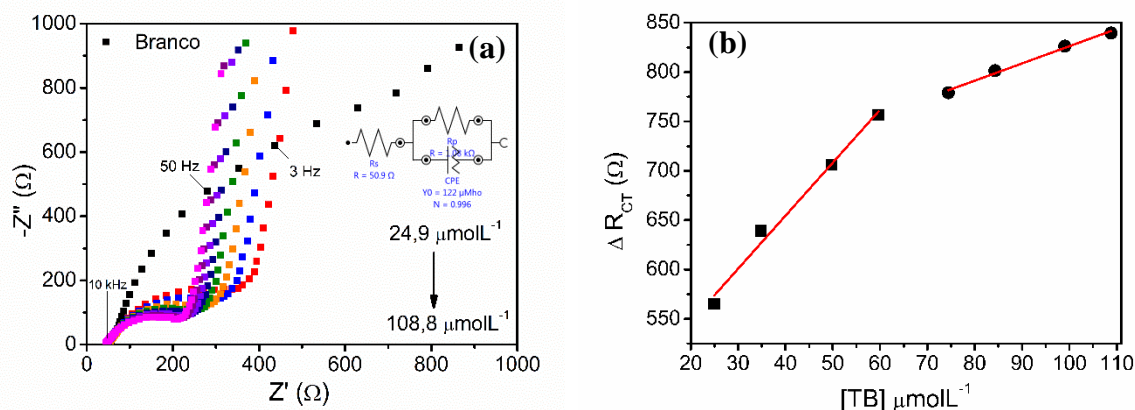 (a)
Branco
1000
800
600
400
200
0
-Z'' (Ω)
50 Hz
3 Hz
10 kHz
Rs
R = 50.9 Ω
Rp
CPE
Y0 = 122 µMho
N = 0.996
24,9 µmolL⁻¹
108,8 µmolL⁻¹
0 200 400 600 800 1000
Z' (Ω)
(b)
850
800
750
700
650
600
550
Δ R_CT (Ω)
20 30 40 50 60 70 80 90 100 110
[TB] µmolL⁻¹